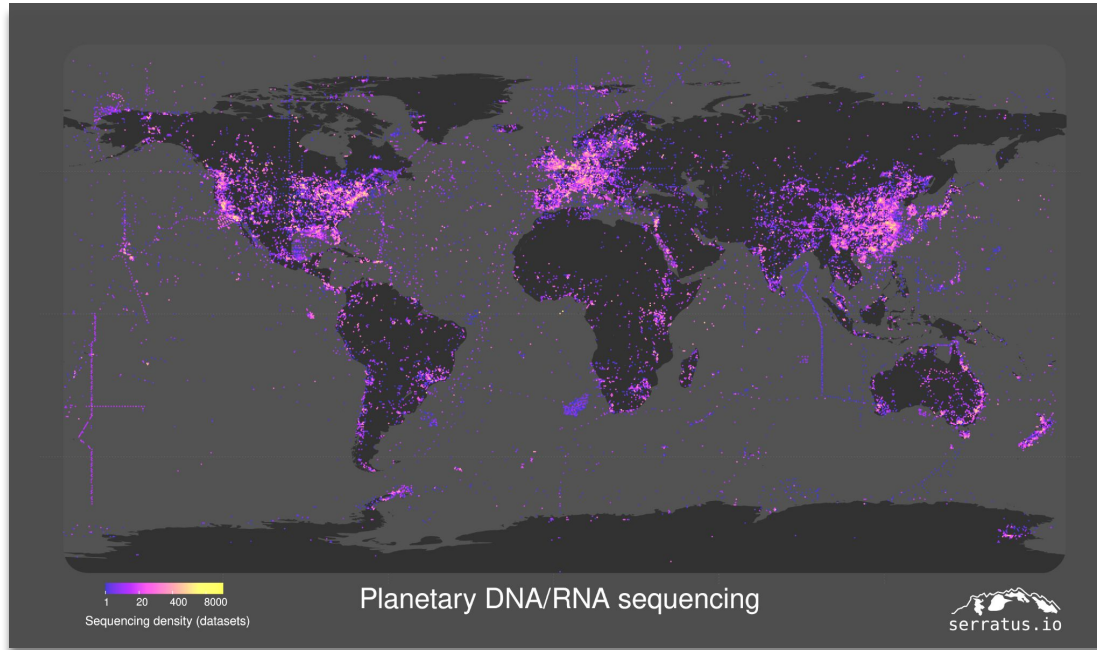 1 20 400 8000
Sequencing density (datasets)
Planetary DNA/RNA sequencing
serratus.io